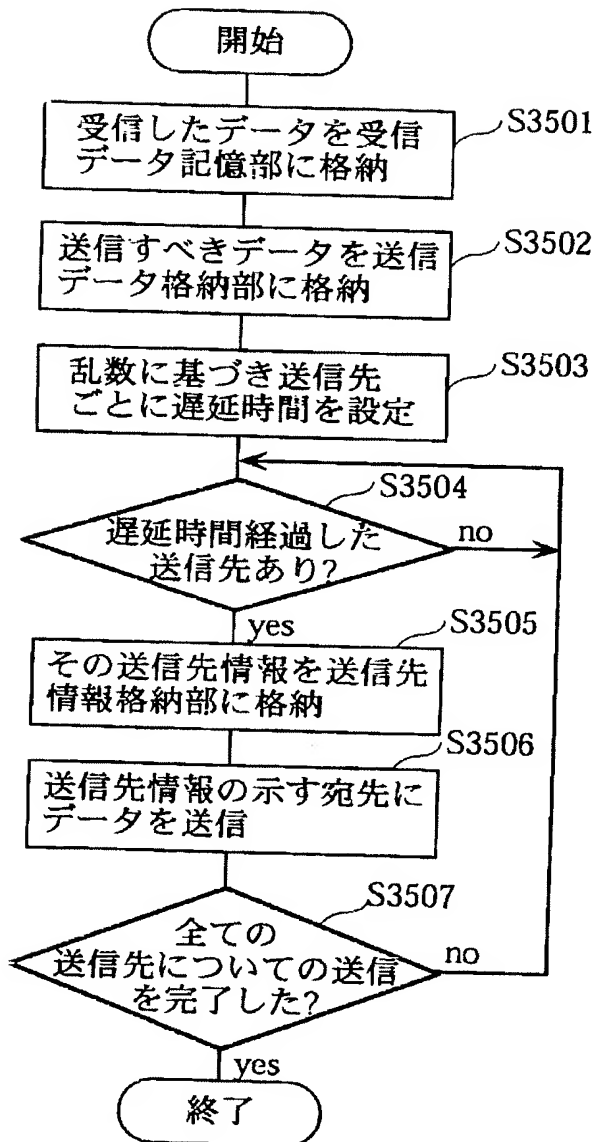 開始
受信したデータを受信
データ記憶部に格納
S3501
送信すべきデータを送信
データ格納部に格納
S3502
乱数に基づき送信先
ごとに遅延時間を設定
S3503
S3504
遅延時間経過した
送信先あり?
no
yes
S3505
その送信先情報を送信先
情報格納部に格納
S3506
送信先情報の示す宛先に
データを送信
S3507
全ての
送信先についての送信
を完了した?
no
yes
終了